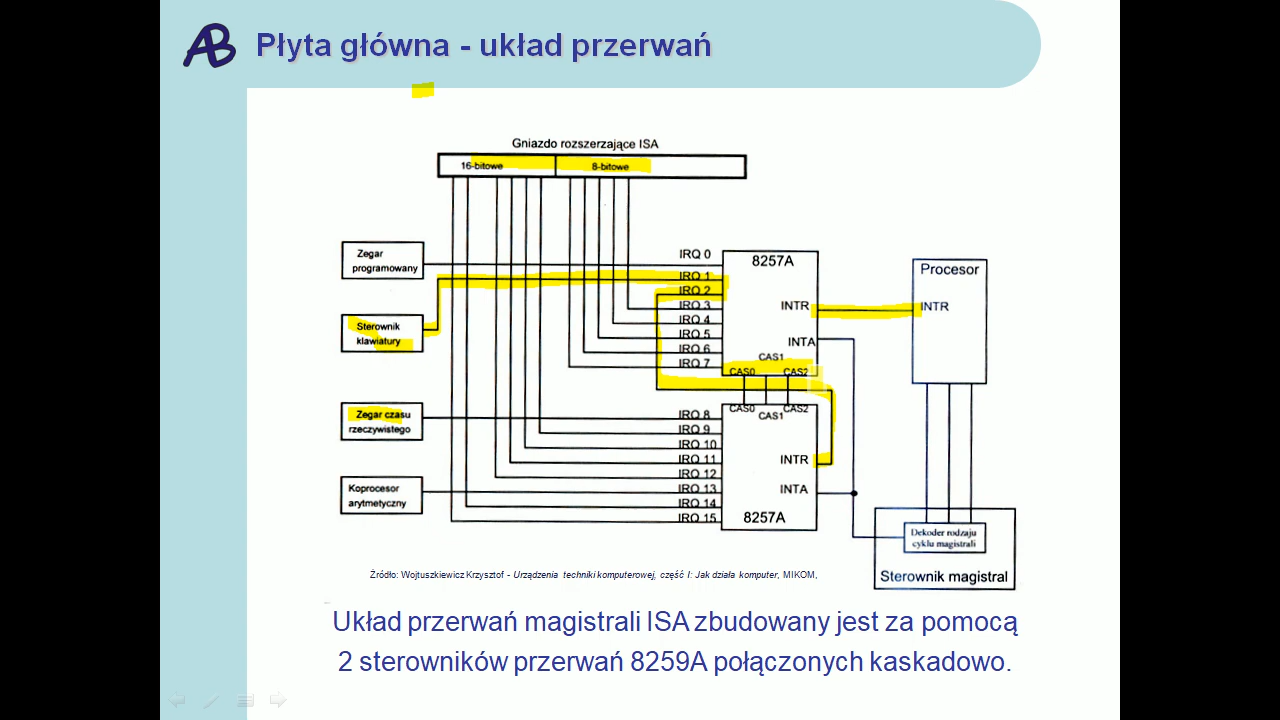 AB
Płyta główna - układ przerwań
Gniazdo rozszerzające ISA
16-bitowe
8-bitowe
Zegar
programowany
Sterownik
klawiatury
Zegar czasu
rzeczywistego
Koprocesor
arytmetyczny
IRQ 0
IRQ 1
IRQ 2
IRQ 3
IRQ 4
IRQ 5
IRQ 6
IRQ 7
8257A
INTR
INTA
CAS1
CAS0
CAS2
IRQ 8
IRQ 9
IRQ 10
IRQ 11
IRQ 12
IRQ 13
IRQ 14
IRQ 15
CAS0
CAS1
CAS2
INTR
INTA
8257A
Procesor
INTR
Dekoder rodzaju
cyklu magistrali
Sterownik magistral
Źródło: Wojtuszkiewicz Krzysztof - Urządzenia techniki komputerowej, część I: Jak działa komputer, MIKOM,
Układ przerwań magistrali ISA zbudowany jest za pomocą
2 sterowników przerwań 8259A połączonych kaskadowo.